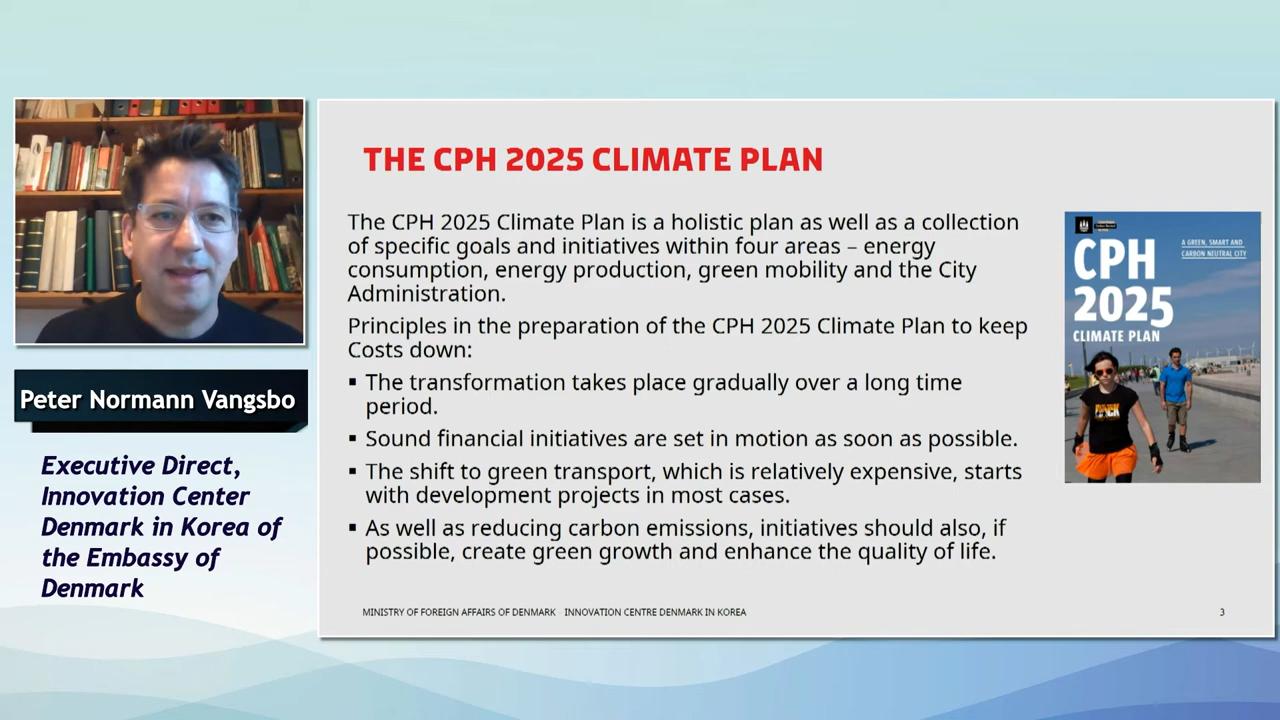 Peter Normann Vangsbo
Executive Direct,
Innovation Center
Denmark in Korea of
the Embassy of
Denmark
THE CPH 2025 CLIMATE PLAN
The CPH 2025 Climate Plan is a holistic plan as well as a collection
of specific goals and initiatives within four areas – energy
consumption, energy production, green mobility and the City
Administration.
Principles in the preparation of the CPH 2025 Climate Plan to keep
Costs down:
▪ The transformation takes place gradually over a long time
period.
▪ Sound financial initiatives are set in motion as soon as possible.
▪ The shift to green transport, which is relatively expensive, starts
with development projects in most cases.
▪ As well as reducing carbon emissions, initiatives should also, if
possible, create green growth and enhance the quality of life.
CPH
2025
CLIMATE PLAN
A GREEN, SMART AND
CARBON NEUTRAL CITY
MINISTRY OF FOREIGN AFFAIRS OF DENMARK INNOVATION CENTRE DENMARK IN KOREA
3